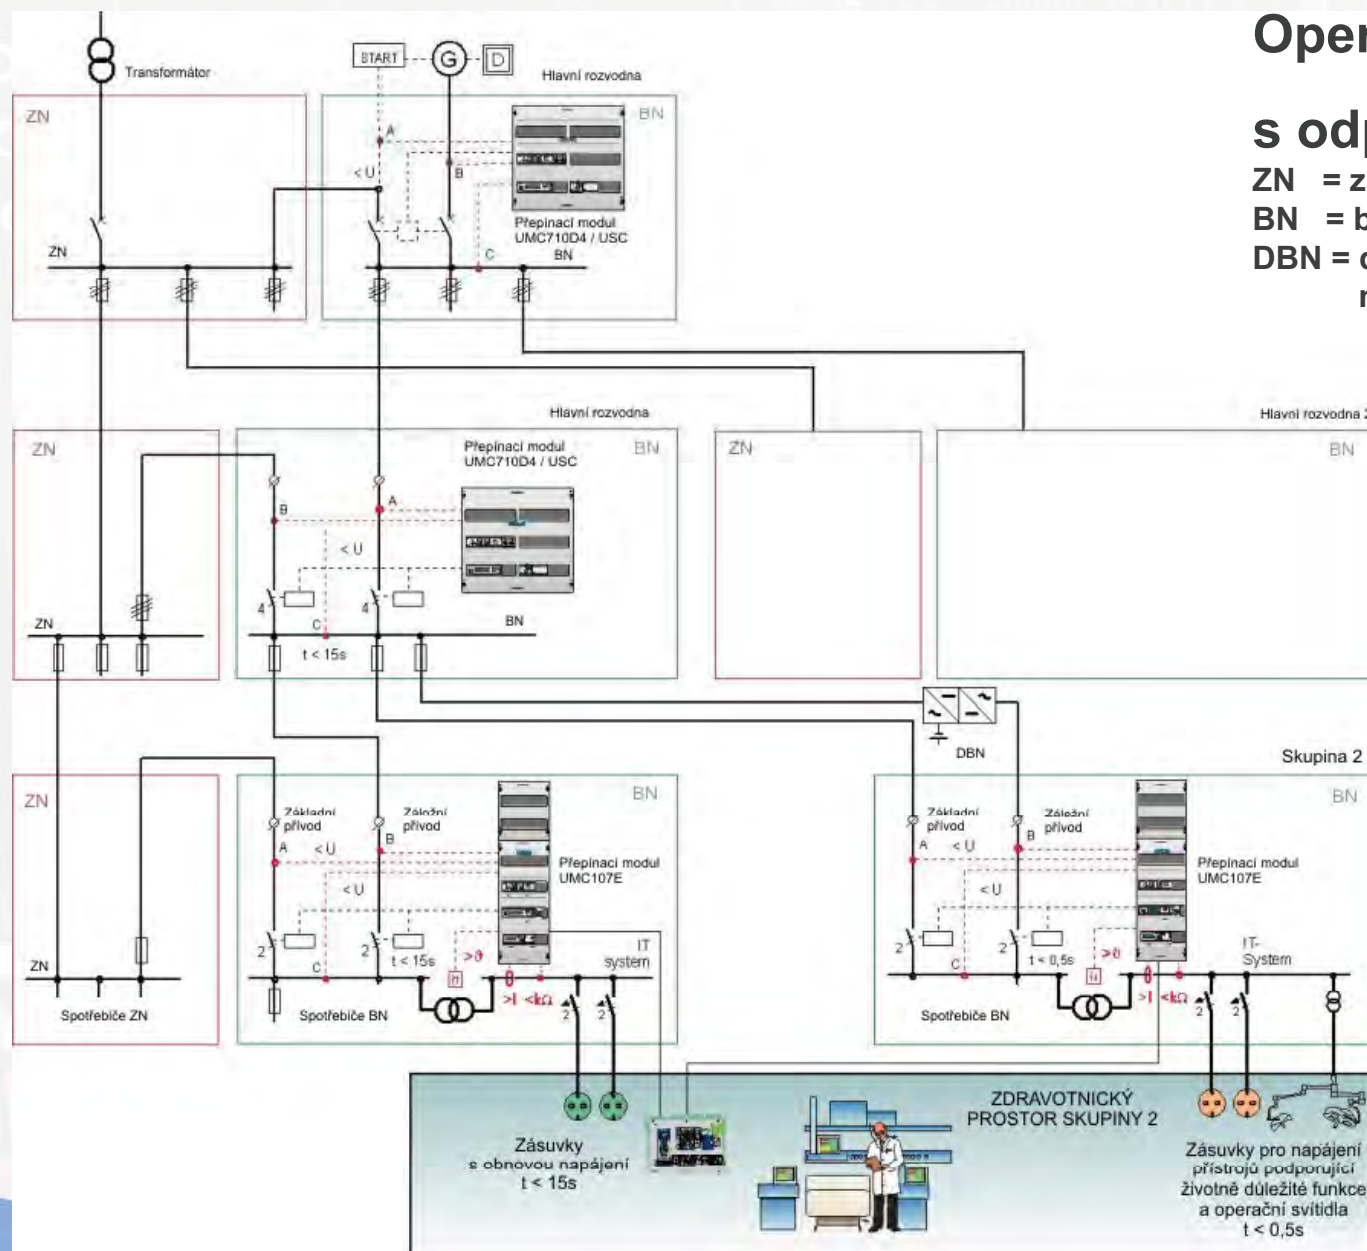 Oper
s odp
ZN = z
BN = b
DBN =
Transformátor
START
G
D
Hlavní rozvodna
ZN
BN
A
B
< U
Přepínací modul
UMC710D4 / USC
ZN
C
BN
Hlavní rozvodna
Hlavní rozvodna 2
ZN
BN
Přepínací modul
UMC710D4 / USC
ZN
BN
B
A
< U
4
4
ZN
C
BN
t < 15s
DBN
Skupina 2
ZN
BN
BN
Základní
přívod
Záložní
přívod
Základní
přívod
Záložní
přívod
A
< U
B
A
< U
B
Přepínací modul
UMC107E
Přepínací modul
UMC107E
< U
< U
2
2
t < 15s
>ϑ
IT
system
2
2
t < 0,5s
>ϑ
IT-
System
ZN
C
C
>I <kΩ
>I <kΩ
Spotřebiče ZN
Spotřebiče BN
2
2
Spotřebiče BN
2
2
ZDRAVOTNICKÝ
PROSTOR SKUPINY 2
Zásuvky
s obnovou napájení
t < 15s
Zásuvky pro napájení
přístrojů podporující
životně důležité funkce
a operační svítidla
t < 0,5s